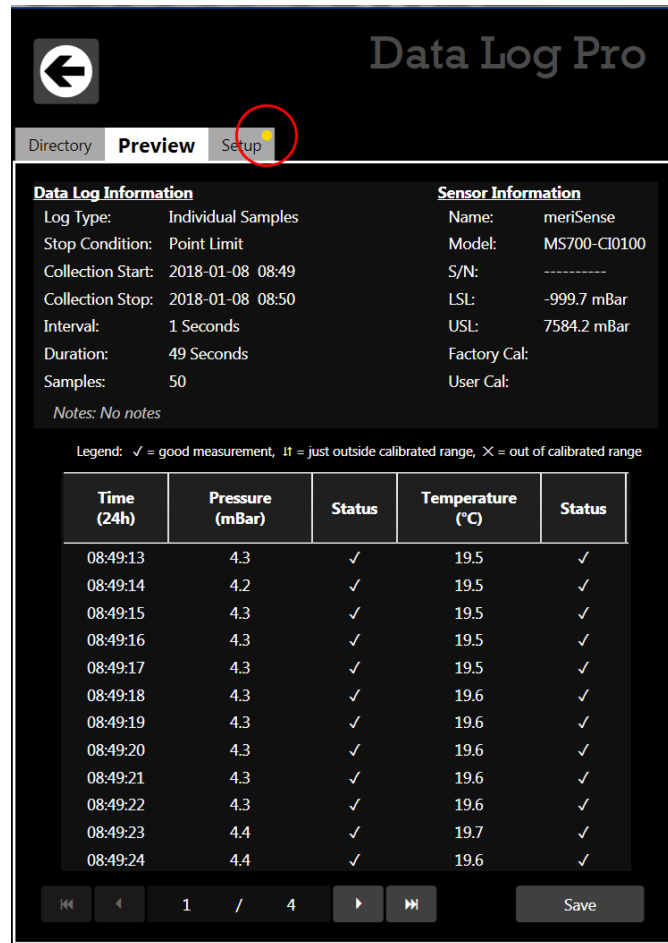 Data Log Pro
Directory Preview Setup
Data Log Information Sensor Information
Log Type: Individual Samples Name: meriSense
Stop Condition: Point Limit Model: MS700-CI0100
Collection Start: 2018-01-08 08:49 S/N: ----------
Collection Stop: 2018-01-08 08:50 LSL: -999.7 mBar
Interval: 1 Seconds USL: 7584.2 mBar
Duration: 49 Seconds Factory Cal:
Samples: 50 User Cal:
Notes: No notes
Legend: ✓ = good measurement, ↓↑ = just outside calibrated range, ✕ = out of calibrated range
Time Pressure Status Temperature Status
(24h) (mBar) (°C)
08:49:13 4.3 ✓ 19.5 ✓
08:49:14 4.2 ✓ 19.5 ✓
08:49:15 4.3 ✓ 19.5 ✓
08:49:16 4.3 ✓ 19.5 ✓
08:49:17 4.3 ✓ 19.5 ✓
08:49:18 4.3 ✓ 19.6 ✓
08:49:19 4.3 ✓ 19.6 ✓
08:49:20 4.3 ✓ 19.6 ✓
08:49:21 4.3 ✓ 19.6 ✓
08:49:22 4.3 ✓ 19.6 ✓
08:49:23 4.4 ✓ 19.7 ✓
08:49:24 4.4 ✓ 19.6 ✓
1 / 4 Save